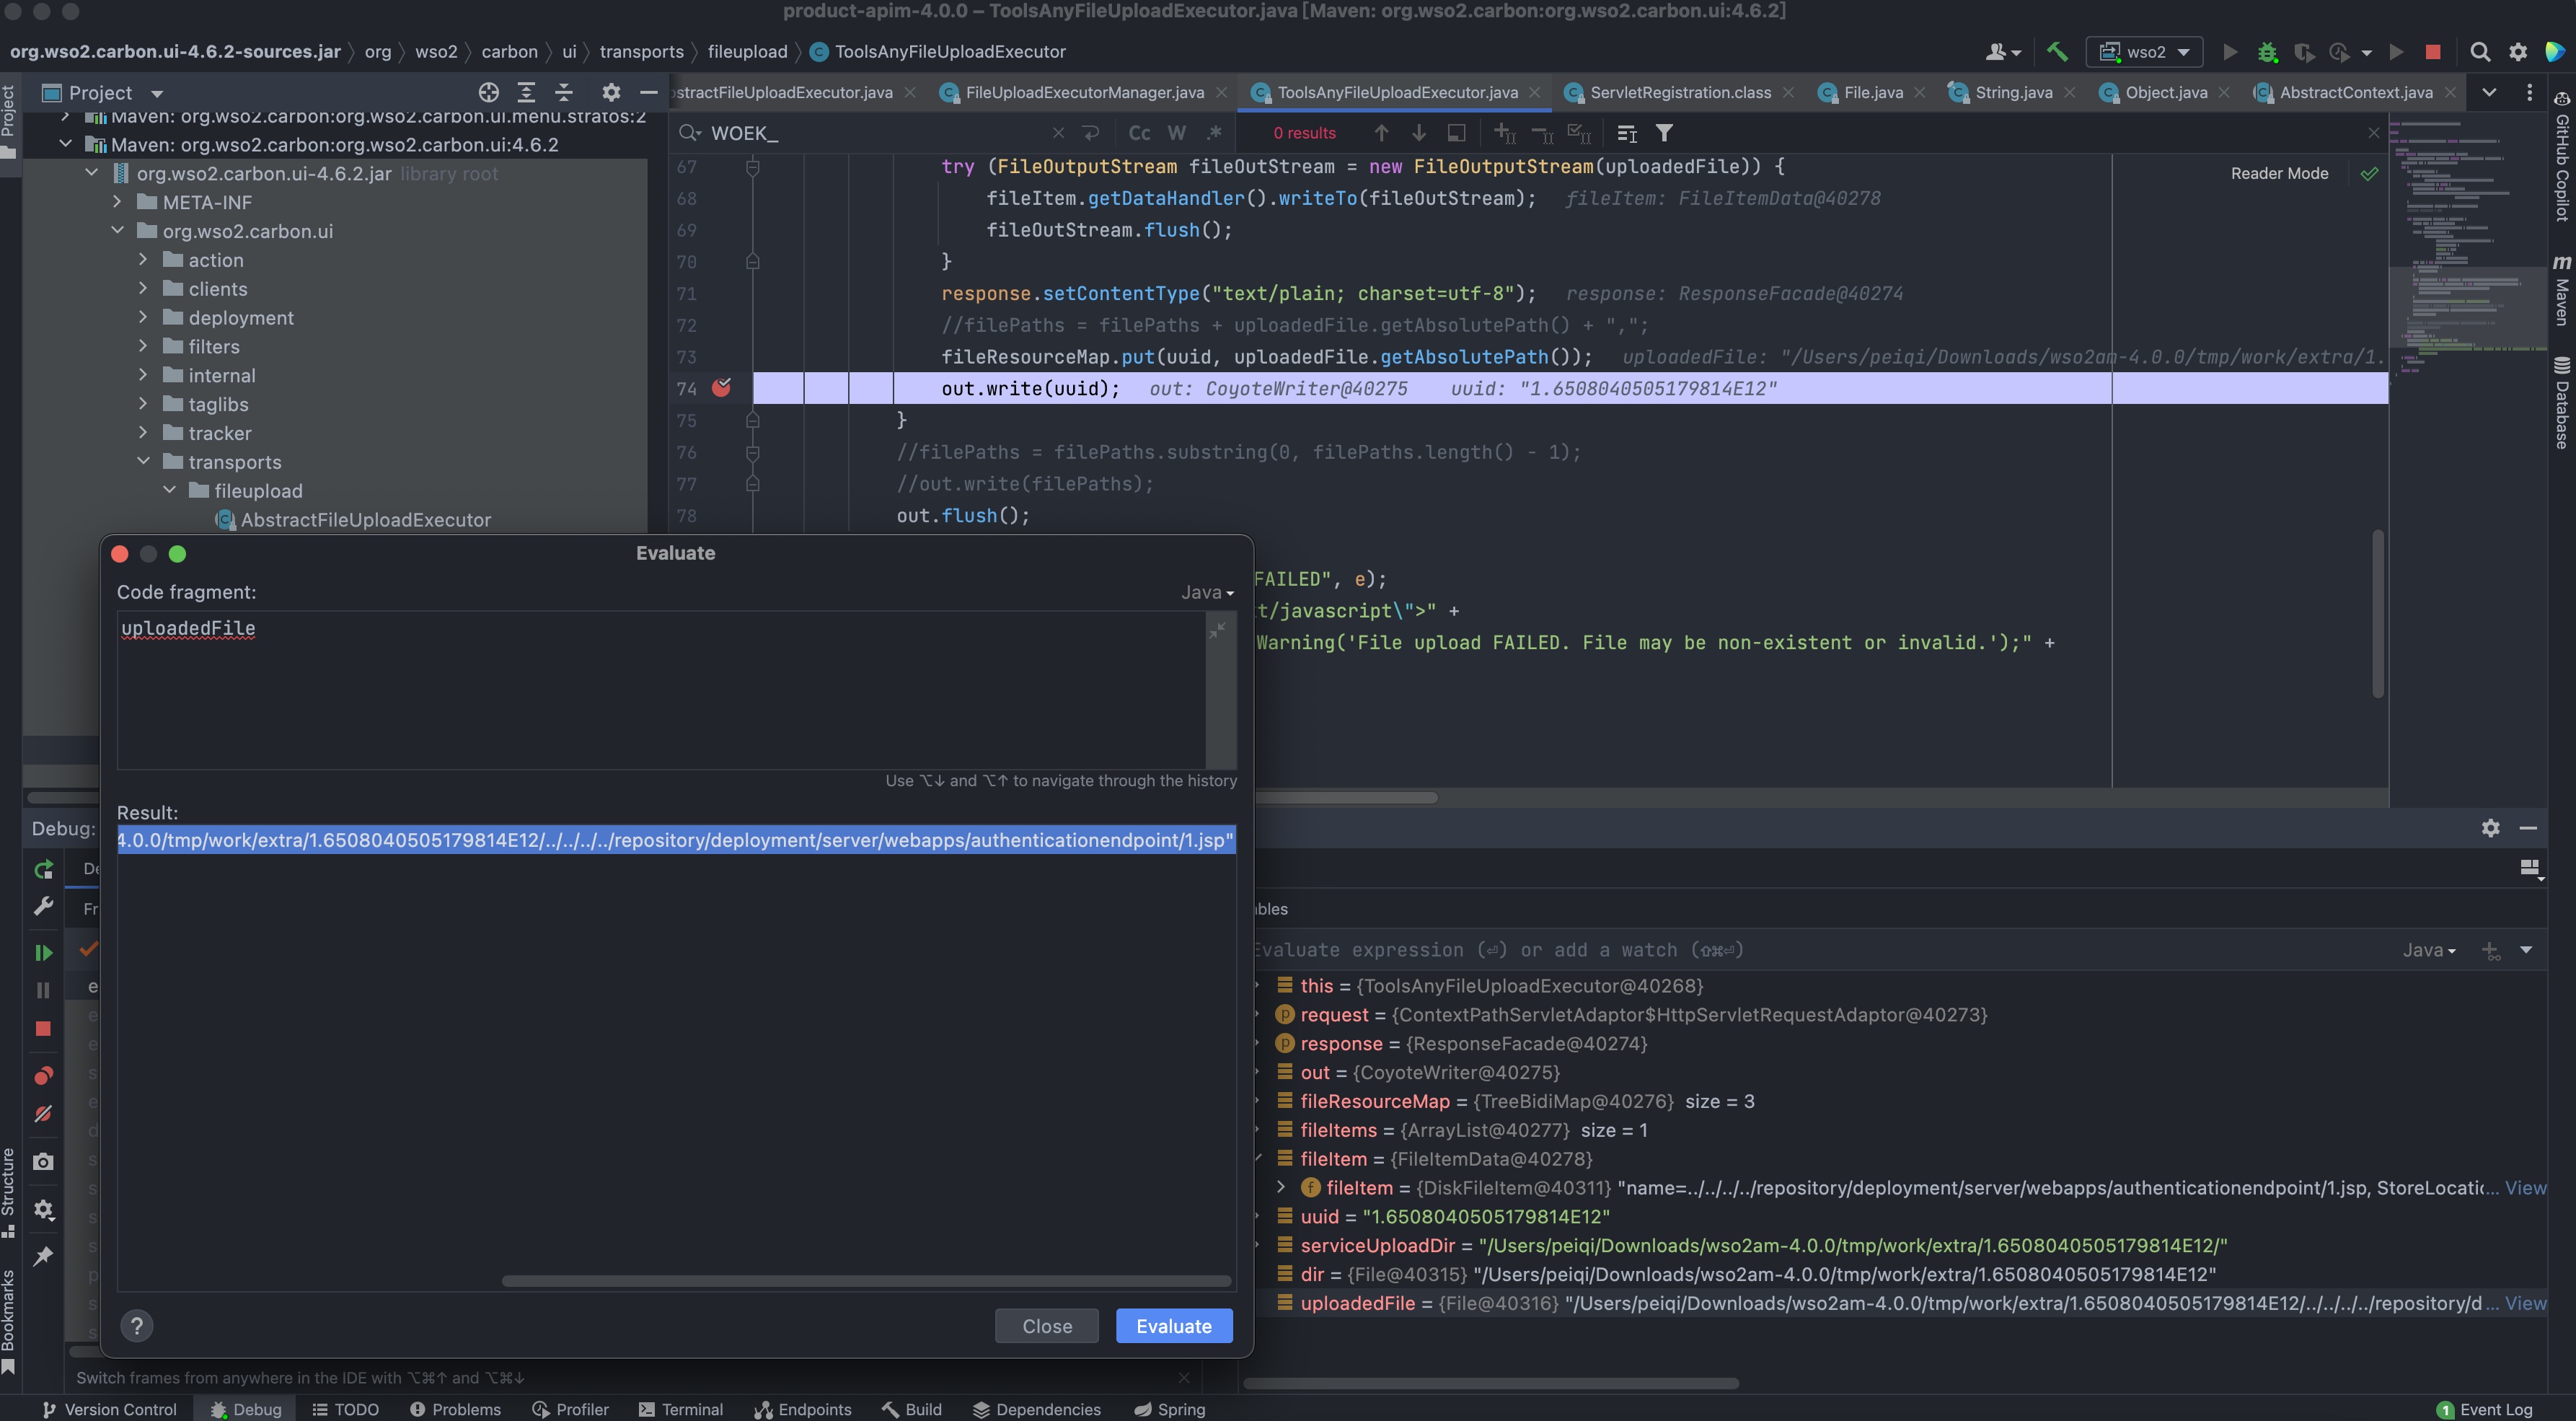 product-apim-4.0.0 – ToolsAnyFileUploadExecutor.java [Maven: org.wso2.carbon:org.wso2.carbon.ui:4.6.2]
org.wso2.carbon.ui-4.6.2-sources.jar 〉 org 〉 wso2 〉 carbon 〉 ui 〉 transports 〉 fileupload 〉 ToolsAnyFileUploadExecutor
wso2
Project
stractFileUploadExecutor.java
FileUploadExecutorManager.java
ToolsAnyFileUploadExecutor.java
ServletRegistration.class
File.java
String.java
Object.java
AbstractContext.java
Project
Maven: org.wso2.carbon:org.wso2.carbon.ui.menu.stratos:2
Maven: org.wso2.carbon:org.wso2.carbon.ui:4.6.2
org.wso2.carbon.ui-4.6.2.jar library root
META-INF
org.wso2.carbon.ui
action
clients
deployment
filters
internal
taglibs
tracker
transports
fileupload
AbstractFileUploadExecutor
WOEK_
Cc W .*
0 results
Reader Mode
67 try (FileOutputStream fileOutStream = new FileOutputStream(uploadedFile)) {
68 fileItem.getDataHandler().writeTo(fileOutStream); fileItem: FileItemData@40278
69 fileOutStream.flush();
70 }
71 response.setContentType("text/plain; charset=utf-8"); response: ResponseFacade@40274
72 //filePaths = filePaths + uploadedFile.getAbsolutePath() + ",";
73 fileResourceMap.put(uuid, uploadedFile.getAbsolutePath()); uploadedFile: "/Users/peiqi/Downloads/wso2am-4.0.0/tmp/work/extra/1.
74 out.write(uuid); out: CoyoteWriter@40275 uuid: "1.6508040505179814E12"
75 }
76 //filePaths = filePaths.substring(0, filePaths.length() - 1);
77 //out.write(filePaths);
78 out.flush();
FAILED", e);
t/javascript\">" +
Warning('File upload FAILED. File may be non-existent or invalid.');" +
GitHub Copilot
Maven
Database
Evaluate
Code fragment:
Java
uploadedFile
Use ⌥↓ and ⌥↑ to navigate through the history
Result:
4.0.0/tmp/work/extra/1.6508040505179814E12/../../../../repository/deployment/server/webapps/authenticationendpoint/1.jsp"
?
Close
Evaluate
Debug:
De
Fr
bles
Evaluate expression (⏎) or add a watch (⇧⌘⏎)
Java
this = {ToolsAnyFileUploadExecutor@40268}
request = {ContextPathServletAdaptor$HttpServletRequestAdaptor@40273}
response = {ResponseFacade@40274}
out = {CoyoteWriter@40275}
fileResourceMap = {TreeBidiMap@40276} size = 3
fileItems = {ArrayList@40277} size = 1
fileItem = {FileItemData@40278}
fileItem = {DiskFileItem@40311} "name=../../../../repository/deployment/server/webapps/authenticationendpoint/1.jsp, StoreLocatic... View
uuid = "1.6508040505179814E12"
serviceUploadDir = "/Users/peiqi/Downloads/wso2am-4.0.0/tmp/work/extra/1.6508040505179814E12/"
dir = {File@40315} "/Users/peiqi/Downloads/wso2am-4.0.0/tmp/work/extra/1.6508040505179814E12"
uploadedFile = {File@40316} "/Users/peiqi/Downloads/wso2am-4.0.0/tmp/work/extra/1.6508040505179814E12/../../../../repository/d... View
Structure
Bookmarks
Switch frames from anywhere in the IDE with ⌥⌘↑ and ⌥⌘↓
Version Control
Debug
TODO
Problems
Profiler
Terminal
Endpoints
Build
Dependencies
Spring
1 Event Log